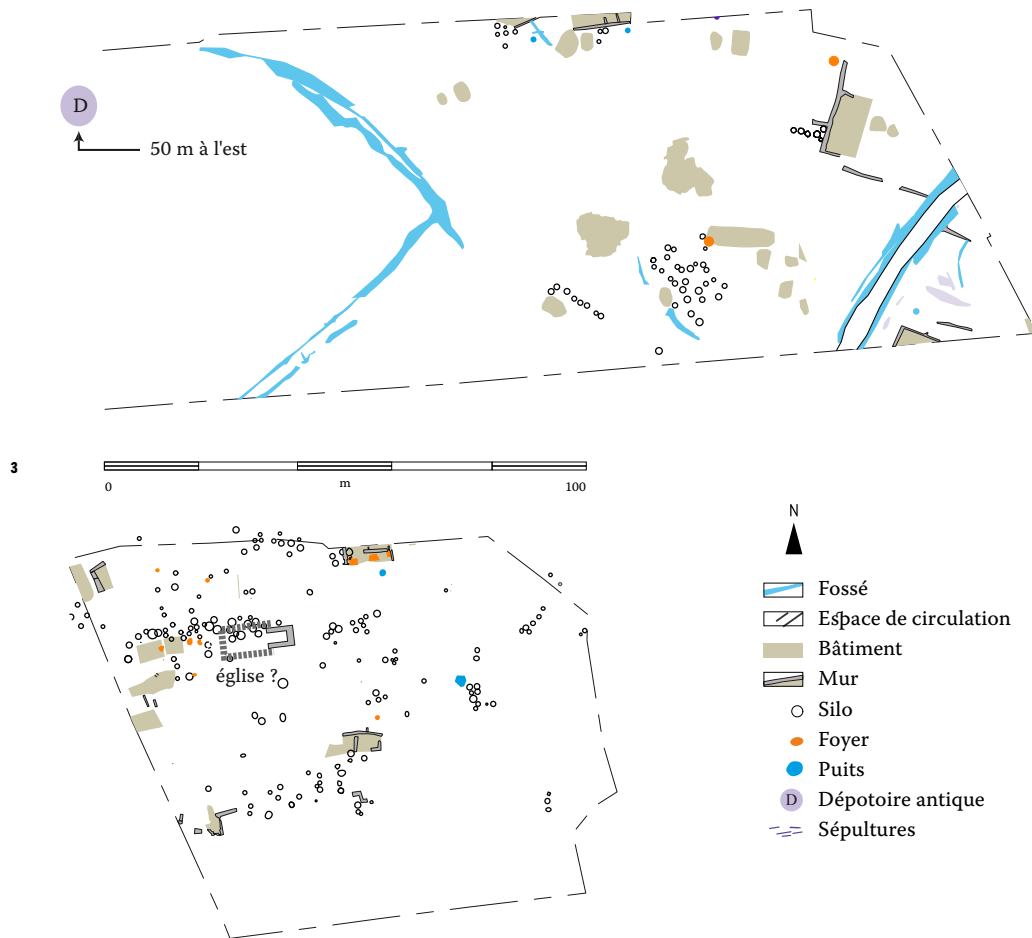 D
50 m à l'est
3
0
m
100
église ?
N
Fossé
Espace de circulation
Bâtiment
Mur
Silo
Foyer
Puits
D
Dépotoire antique
Sépultures